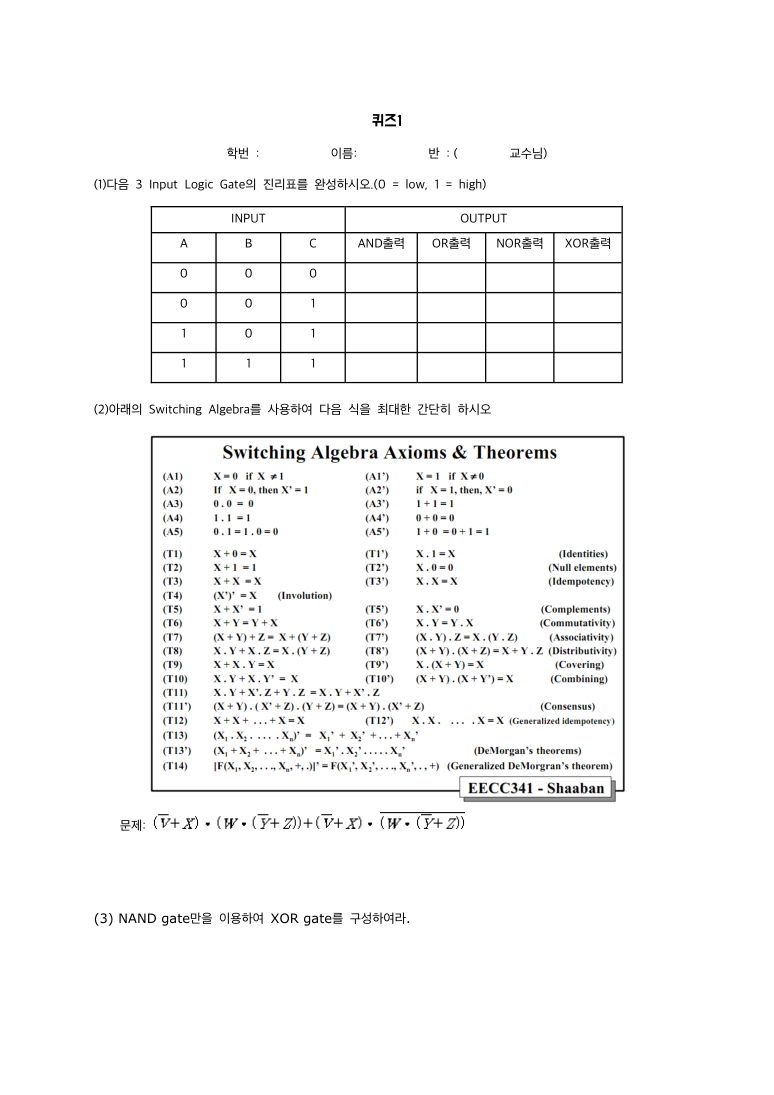 퀴즈1
학번 : 이름: 반 : ( 교수님)
(1)다음 3 Input Logic Gate의 진리표를 완성하시오.(0 = low, 1 = high)
INPUT OUTPUT
A B C AND출력 OR출력 NOR출력 XOR출력
0 0 0
0 0 1
1 0 1
1 1 1
(2)아래의 Switching Algebra를 사용하여 다음 식을 최대한 간단히 하시오
Switching Algebra Axioms & Theorems
(A1) X = 0 if X ≠ 1 (A1’) X = 1 if X ≠ 0
(A2) If X = 0, then X’ = 1 (A2’) if X = 1, then, X’ = 0
(A3) 0 . 0 = 0 (A3’) 1 + 1 = 1
(A4) 1 . 1 = 1 (A4’) 0 + 0 = 0
(A5) 0 . 1 = 1 . 0 = 0 (A5’) 1 + 0 = 0 + 1 = 1
(T1) X + 0 = X (T1’) X . 1 = X (Identities)
(T2) X + 1 = 1 (T2’) X . 0 = 0 (Null elements)
(T3) X + X = X (T3’) X . X = X (Idempotency)
(T4) (X’)’ = X (Involution)
(T5) X + X’ = 1 (T5’) X . X’ = 0 (Complements)
(T6) X + Y = Y + X (T6’) X . Y = Y . X (Commutativity)
(T7) (X + Y) + Z = X + (Y + Z) (T7’) (X . Y) . Z = X . (Y . Z) (Associativity)
(T8) X . Y + X . Z = X . (Y + Z) (T8’) (X + Y) . (X + Z) = X + Y . Z (Distributivity)
(T9) X + X . Y = X (T9’) X . (X + Y) = X (Covering)
(T10) X . Y + X . Y’ = X (T10’) (X + Y) . (X + Y’) = X (Combining)
(T11) X . Y + X’. Z + Y . Z = X . Y + X’ . Z
(T11’) (X + Y) . ( X’ + Z) . (Y + Z) = (X + Y) . (X’ + Z) (Consensus)
(T12) X + X + . . . + X = X (T12’) X . X . . . . . X = X (Generalized idempotency)
(T13) (X₁ . X₂ . . . . . Xₙ)’ = X₁’ + X₂’ + . . . + Xₙ’
(T13’) (X₁ + X₂ + . . . + Xₙ)’ = X₁’ . X₂’ . . . . . Xₙ’ (DeMorgan’s theorems)
(T14) [F(X₁, X₂, . . ., Xₙ, +, .)]’ = F(X₁’, X₂’, . . ., Xₙ’, . , +) (Generalized DeMorgran’s theorem)
EECC341 - Shaaban
문제: (V̅+X) • (W • (Y̅+Z))+(V̅+X) • \overline{(W • (Y̅+Z))}
(3) NAND gate만을 이용하여 XOR gate를 구성하여라.